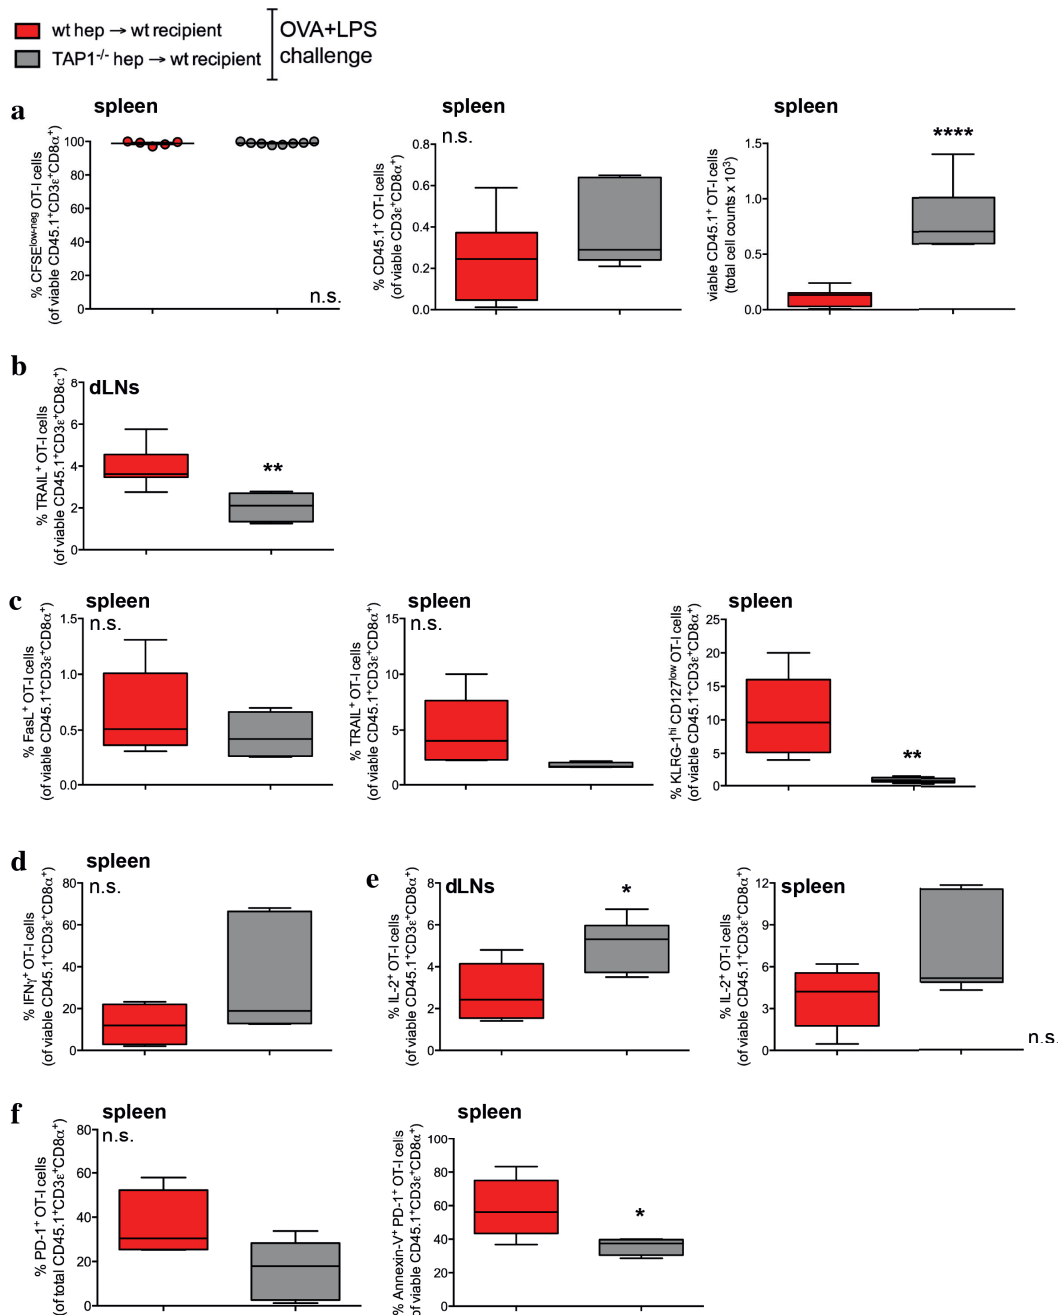 wt hep → wt recipient
TAP1-/- hep → wt recipient
OVA+LPS
challenge
a
spleen
% CFSElow-neg OT-I cells
(of viable CD45.1+CD3ε+CD8α+)
100
80
60
40
20
0
n.s.
spleen
n.s.
% CD45.1+ OT-I cells
(of viable CD3ε+CD8α+)
0.8
0.6
0.4
0.2
0.0
spleen
****
viable CD45.1+ OT-I cells
(total cell counts x 10³)
1.5
1.0
0.5
0.0
b
dLNs
% TRAIL+ OT-I cells
(of viable CD45.1+CD3ε+CD8α+)
8
6
4
2
0
**
c
spleen
n.s.
% FasL+ OT-I cells
(of viable CD45.1+CD3ε+CD8α+)
1.5
1.0
0.5
0.0
spleen
n.s.
% TRAIL+ OT-I cells
(of viable CD45.1+CD3ε+CD8α+)
15
10
5
0
spleen
% KLRG-1hi CD127low OT-I cells
(of viable CD45.1+CD3ε+CD8α+)
25
20
15
10
5
0
**
d
spleen
n.s.
% IFNγ+ OT-I cells
(of viable CD45.1+CD3ε+CD8α+)
80
60
40
20
0
e
dLNs
% IL-2+ OT-I cells
(of viable CD45.1+CD3ε+CD8α+)
8
6
4
2
0
*
spleen
% IL-2+ OT-I cells
(of viable CD45.1+CD3ε+CD8α+)
12
9
6
3
0
n.s.
f
spleen
n.s.
% PD-1+ OT-I cells
(of total CD45.1+CD3ε+CD8α+)
80
60
40
20
0
spleen
% Annexin-V+ PD-1+ OT-I cells
(of viable CD45.1+CD3ε+CD8α+)
100
80
60
40
20
0
*